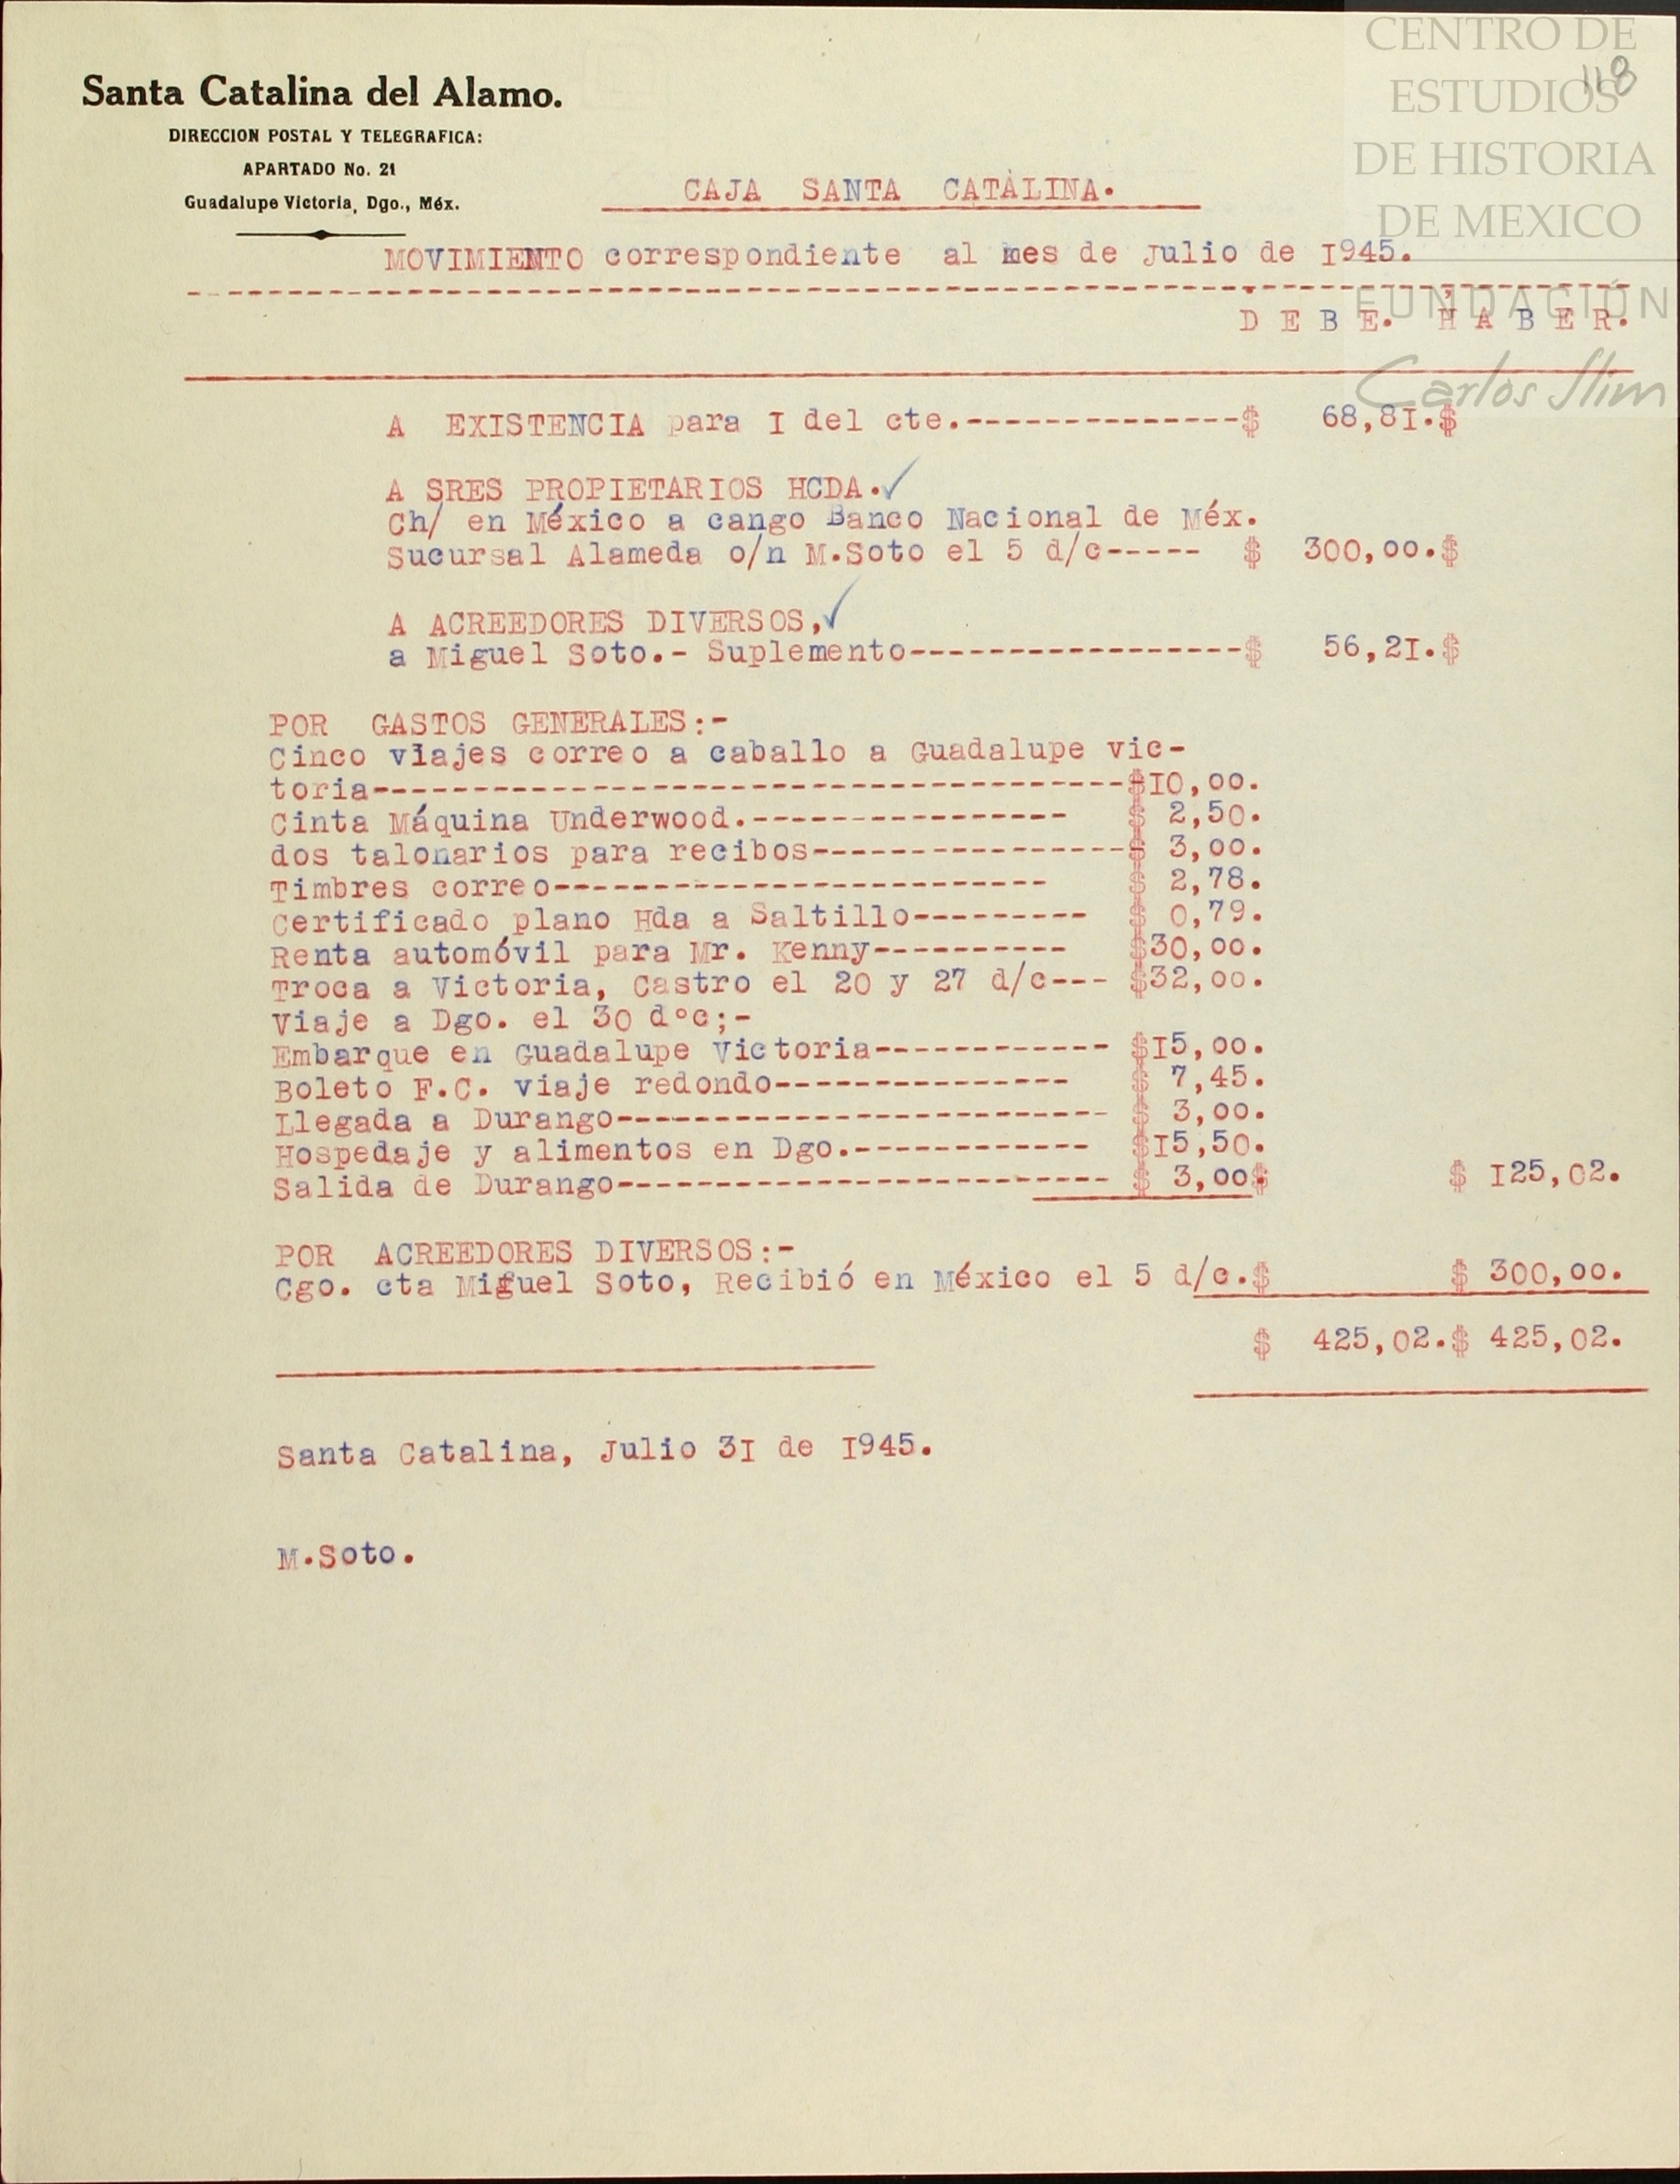 CENTRO DE
ESTUDIOS
DE HISTORIA
DE MEXICO
FUNDACIÓN
Carlos Slim
118
Santa Catalina del Alamo.
DIRECCION POSTAL Y TELEGRAFICA:
APARTADO No. 21
Guadalupe Victoria, Dgo., Méx.
CAJA SANTA CATALINA.
MOVIMIENTO correspondiente al mes de Julio de I945.
D E B E. H A B E R.
A EXISTENCIA para I del cte.--------------$ 68,8I.$
A SRES PROPIETARIOS HCDA.✓
Ch/ en México a cango Banco Nacional de Méx.
Sucursal Alameda o/n M.Soto el 5 d/c----- $ 300,00.$
A ACREEDORES DIVERSOS,✓
a Miguel Soto.- Suplemento-----------------$ 56,2I.$
POR GASTOS GENERALES:-
Cinco viajes correo a caballo a Guadalupe Vic-
toria--------------------------------------$I0,00.
Cinta Máquina Underwood.---------------- $ 2,50.
dos talonarios para recibos----------------$ 3,00.
Timbres correo------------------------- $ 2,78.
Certificado plano Hda a Saltillo--------- $ 0,79.
Renta automóvil para Mr. Kenny---------- $30,00.
Troca a Victoria, Castro el 20 y 27 d/c--- $32,00.
Viaje a Dgo. el 30 d°c;-
Embarque en Guadalupe Victoria------------ $I5,00.
Boleto F.C. viaje redondo--------------- $ 7,45.
Llegada a Durango------------------------- $ 3,00.
Hospedaje y alimentos en Dgo.------------ $I5,50.
Salida de Durango------------------------- $ 3,00$ $ I25,02.
POR ACREEDORES DIVERSOS:-
Cgo. cta Miguel Soto, Recibió en México el 5 d/c.$ $ 300,00.
$ 425,02.$ 425,02.
Santa Catalina, Julio 3I de I945.
M.Soto.